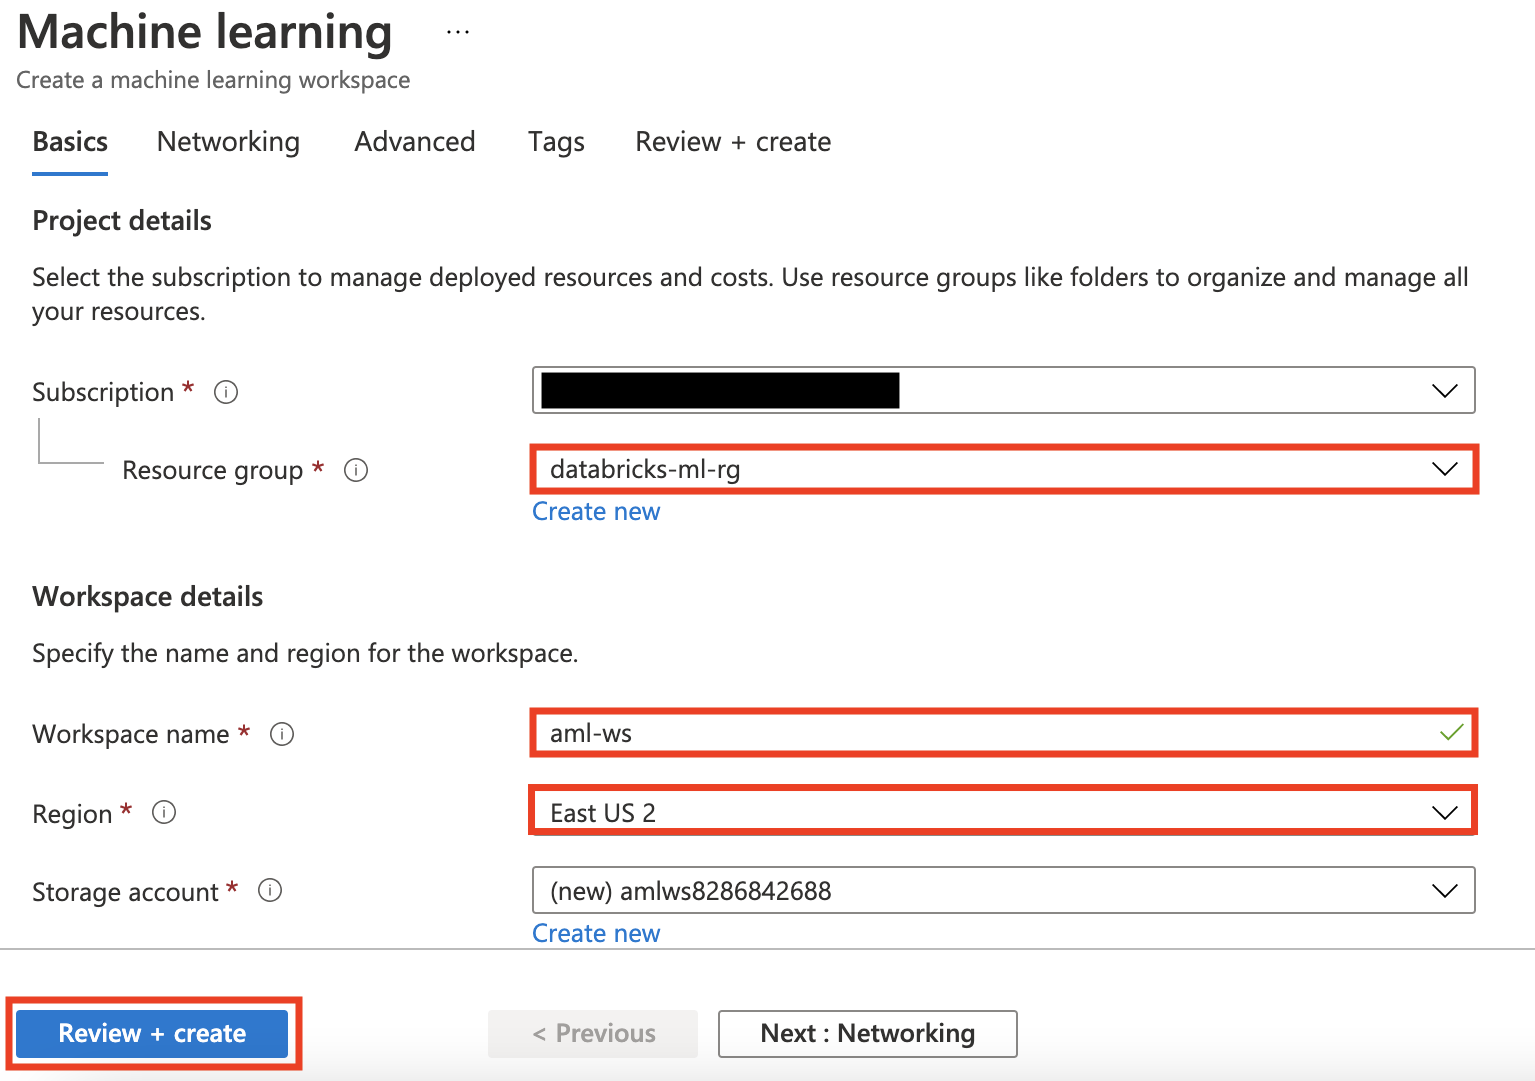 Machine learning ...
Create a machine learning workspace
Basics Networking Advanced Tags Review + create
Project details
Select the subscription to manage deployed resources and costs. Use resource groups like folders to organize and manage all
your resources.
Subscription *
Resource group * databricks-ml-rg
Create new
Workspace details
Specify the name and region for the workspace.
Workspace name * aml-ws
Region * East US 2
Storage account * (new) amlws8286842688
Create new
Review + create < Previous Next : Networking